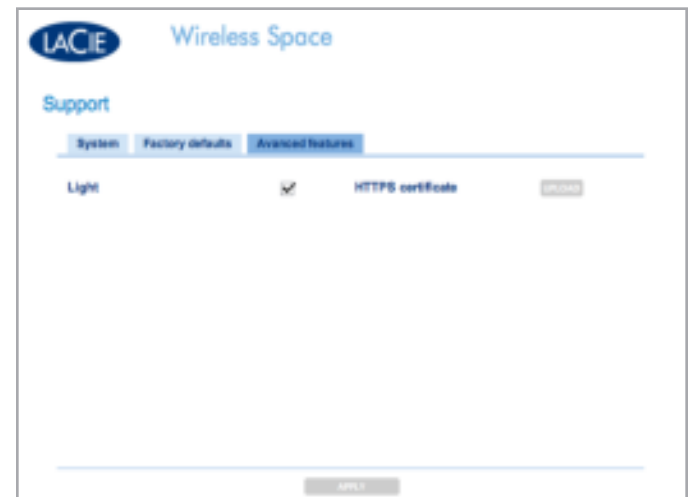 LACIE Wireless Space
Support
System Factory defaults Avanced features
Light HTTPS certificate UPLOAD
APPLY